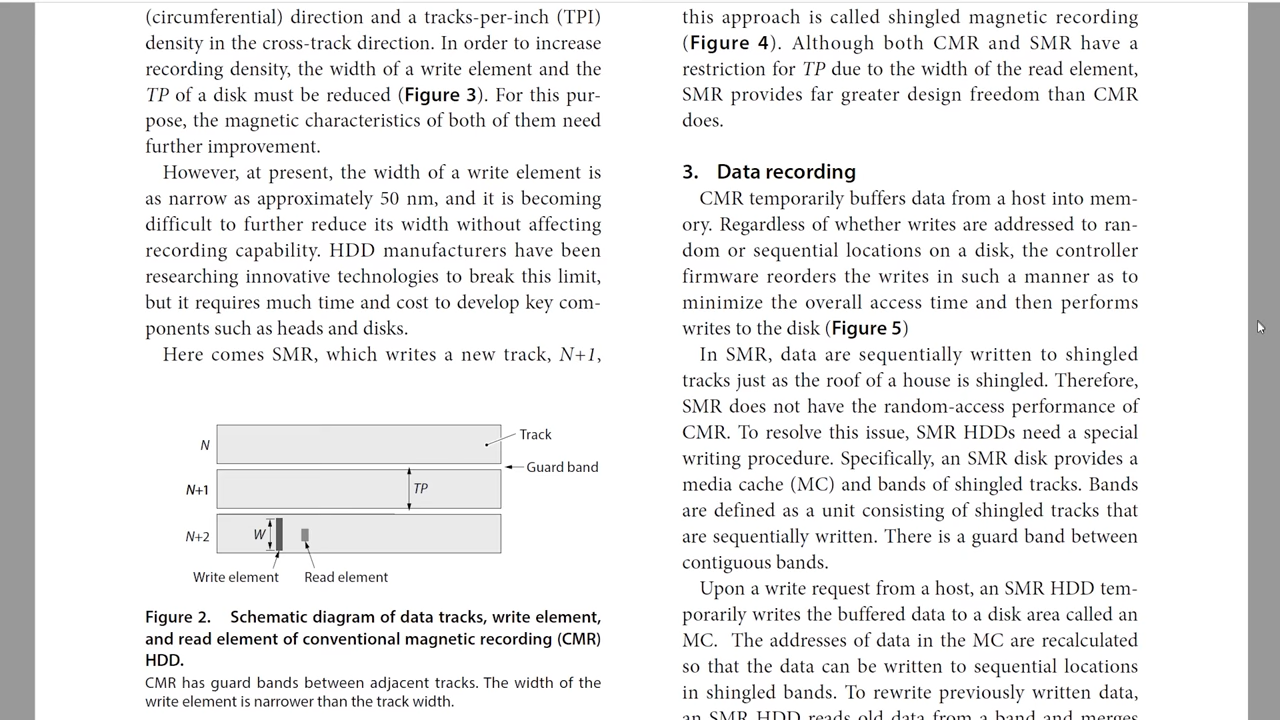 (circumferential) direction and a tracks-per-inch (TPI)
density in the cross-track direction. In order to increase
recording density, the width of a write element and the
TP of a disk must be reduced (Figure 3). For this pur-
pose, the magnetic characteristics of both of them need
further improvement.
However, at present, the width of a write element is
as narrow as approximately 50 nm, and it is becoming
difficult to further reduce its width without affecting
recording capability. HDD manufacturers have been
researching innovative technologies to break this limit,
but it requires much time and cost to develop key com-
ponents such as heads and disks.
Here comes SMR, which writes a new track, N+1,
N
Track
Guard band
N+1
TP
N+2
W
Write element
Read element
Figure 2. Schematic diagram of data tracks, write element,
and read element of conventional magnetic recording (CMR)
HDD.
CMR has guard bands between adjacent tracks. The width of the
write element is narrower than the track width.
this approach is called shingled magnetic recording
(Figure 4). Although both CMR and SMR have a
restriction for TP due to the width of the read element,
SMR provides far greater design freedom than CMR
does.
3. Data recording
CMR temporarily buffers data from a host into mem-
ory. Regardless of whether writes are addressed to ran-
dom or sequential locations on a disk, the controller
firmware reorders the writes in such a manner as to
minimize the overall access time and then performs
writes to the disk (Figure 5)
In SMR, data are sequentially written to shingled
tracks just as the roof of a house is shingled. Therefore,
SMR does not have the random-access performance of
CMR. To resolve this issue, SMR HDDs need a special
writing procedure. Specifically, an SMR disk provides a
media cache (MC) and bands of shingled tracks. Bands
are defined as a unit consisting of shingled tracks that
are sequentially written. There is a guard band between
contiguous bands.
Upon a write request from a host, an SMR HDD tem-
porarily writes the buffered data to a disk area called an
MC. The addresses of data in the MC are recalculated
so that the data can be written to sequential locations
in shingled bands. To rewrite previously written data,
an SMR HDD reads old data from a band and merges